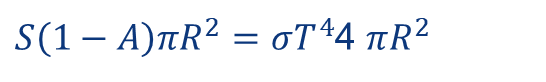 S(1 − A)πR² = σT⁴4 πR²